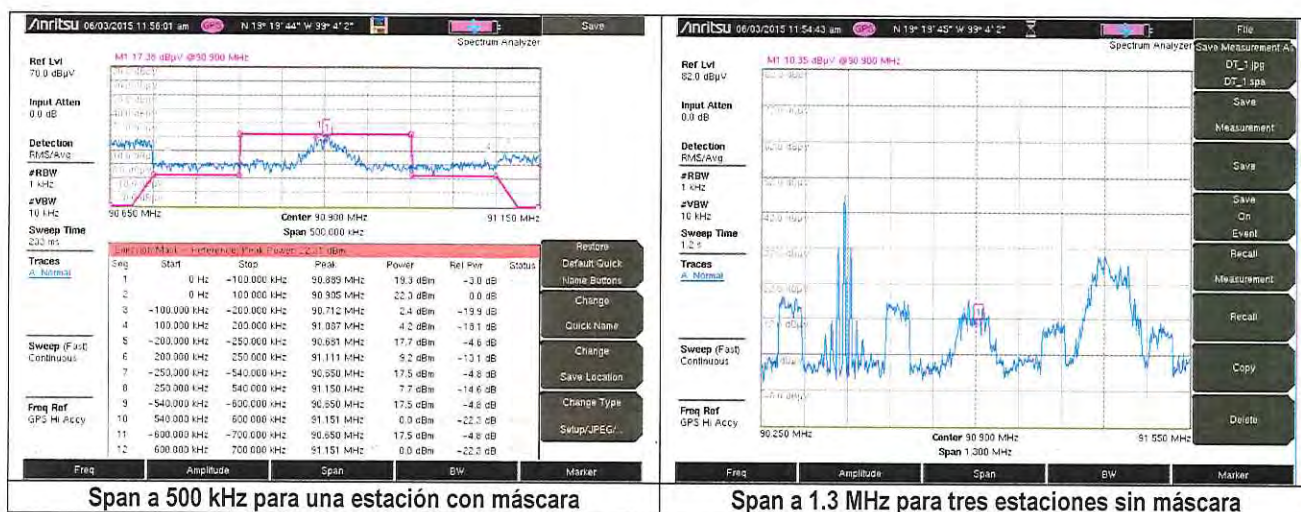 Anritsu 06/03/2015 11:56:01 am GPS N 19° 19' 44" W 99° 4' 2" Save
Spectrum Analyzer
M1 17.35 dBµV @90.900 MHz
Ref Lvl
70.0 dBµV
Input Atten
0.0 dB
Detection
RMS/Avg
#RBW
1 kHz
#VBW
10 kHz
Sweep Time
Traces
A Normal
Sweep (Fast)
Continuous
Freq Ref
GPS Hi Accy
90.650 MHz Center 90.900 MHz 91.150 MHz
Span 500.000 kHz
Seg Start Stop Peak Power Rel Pwr Status
1 0 Hz -100.000 kHz 90.889 MHz 19.3 dBm -3.0 dB
2 0 Hz 100.000 kHz 90.905 MHz 22.3 dBm 0.0 dB
3 -100.000 kHz -200.000 kHz 90.712 MHz 2.4 dBm -19.9 dB
4 100.000 kHz 200.000 kHz 91.087 MHz 4.2 dBm -18.1 dB
5 -200.000 kHz -250.000 kHz 90.681 MHz 17.7 dBm -4.6 dB
6 200.000 kHz 250.000 kHz 91.111 MHz 9.2 dBm -13.1 dB
7 -250.000 kHz -540.000 kHz 90.650 MHz 17.5 dBm -4.8 dB
8 250.000 kHz 540.000 kHz 91.150 MHz 7.7 dBm -14.6 dB
9 -540.000 kHz -600.000 kHz 90.650 MHz 17.5 dBm -4.8 dB
10 540.000 kHz 600.000 kHz 91.151 MHz 0.0 dBm -22.3 dB
11 -600.000 kHz -700.000 kHz 90.650 MHz 17.5 dBm -4.8 dB
12 600.000 kHz 700.000 kHz 91.151 MHz 0.0 dBm -22.3 dB
Restore
Default Quick
Name Buttons
Change
Quick Name
Change
Save Location
Change Type
Setup/JPEG/...
Freq Amplitude Span BW Marker
Span a 500 kHz para una estación con máscara
Anritsu 06/03/2015 11:54:43 am GPS N 19° 19' 45" W 99° 4' 2" File
Spectrum Analyzer
M1 10.35 dBµV @90.900 MHz
Ref Lvl
82.0 dBµV
Input Atten
0.0 dB
Detection
RMS/Avg
#RBW
1 kHz
#VBW
10 kHz
Sweep Time
1.2 s
Traces
A Normal
Sweep (Fast)
Continuous
Freq Ref
GPS Hi Accy
90.250 MHz Center 90.900 MHz 91.550 MHz
Span 1.300 MHz
Save Measurement As
DT_1.jpg
DT_1.spa
Save
Measurement
Save
Save
On
Event
Recall
Measurement
Recall
Copy
Delete
Freq Amplitude Span BW Marker
Span a 1.3 MHz para tres estaciones sin máscara